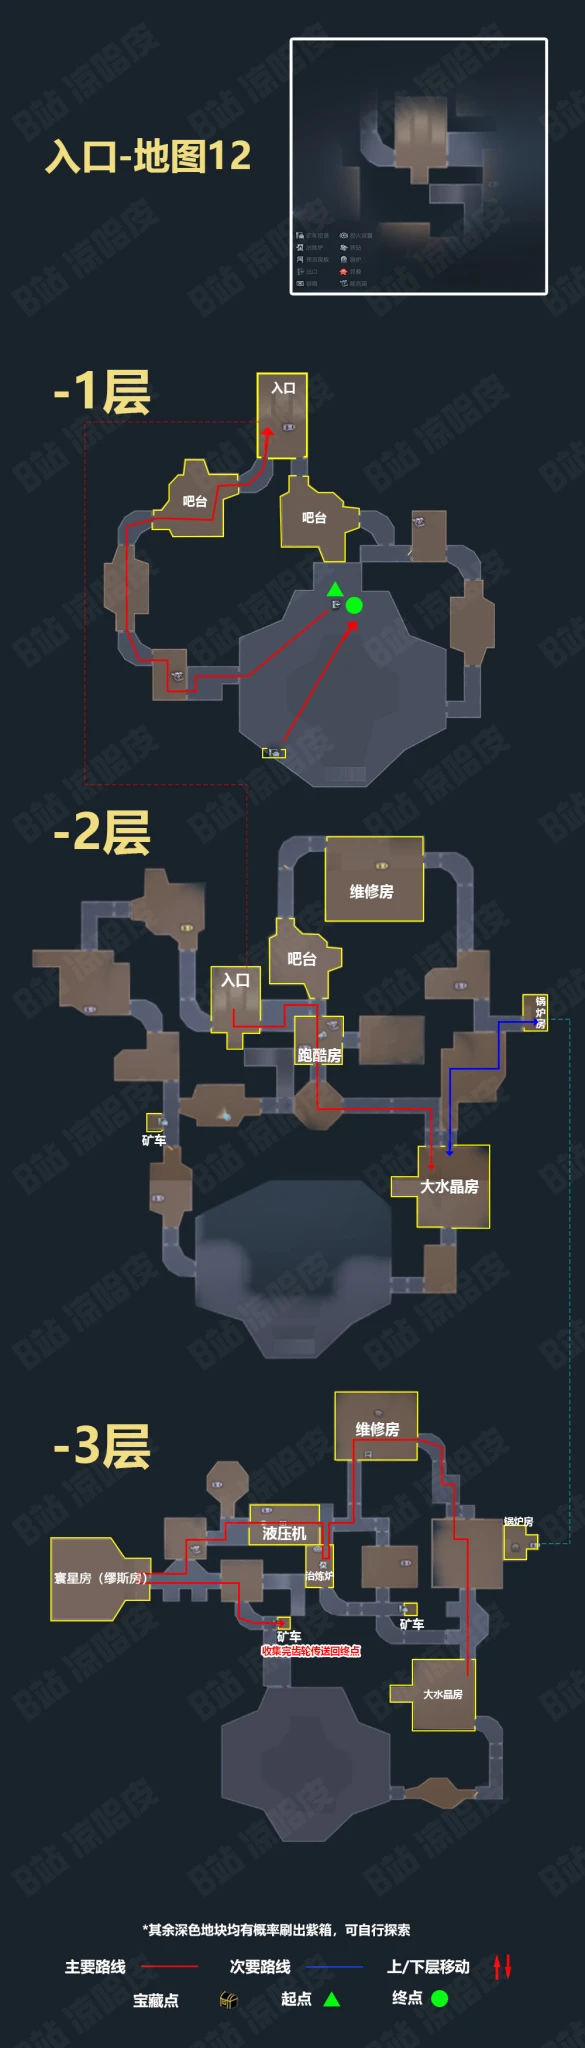 入口-地图12
-1层
入口
吧台
吧台
-2层
维修房
吧台
入口
锅炉房
跑酷房
矿车
大水晶房
-3层
维修房
液压机
锅炉房
寰星房（缪斯房）
冶炼炉
矿车
矿车
收集完齿轮传送回终点
大水晶房
*其余深色地块均有概率刷出紫箱，可自行探索
主要路线
次要路线
上/下层移动
宝藏点
起点
终点
B站 凉哈皮